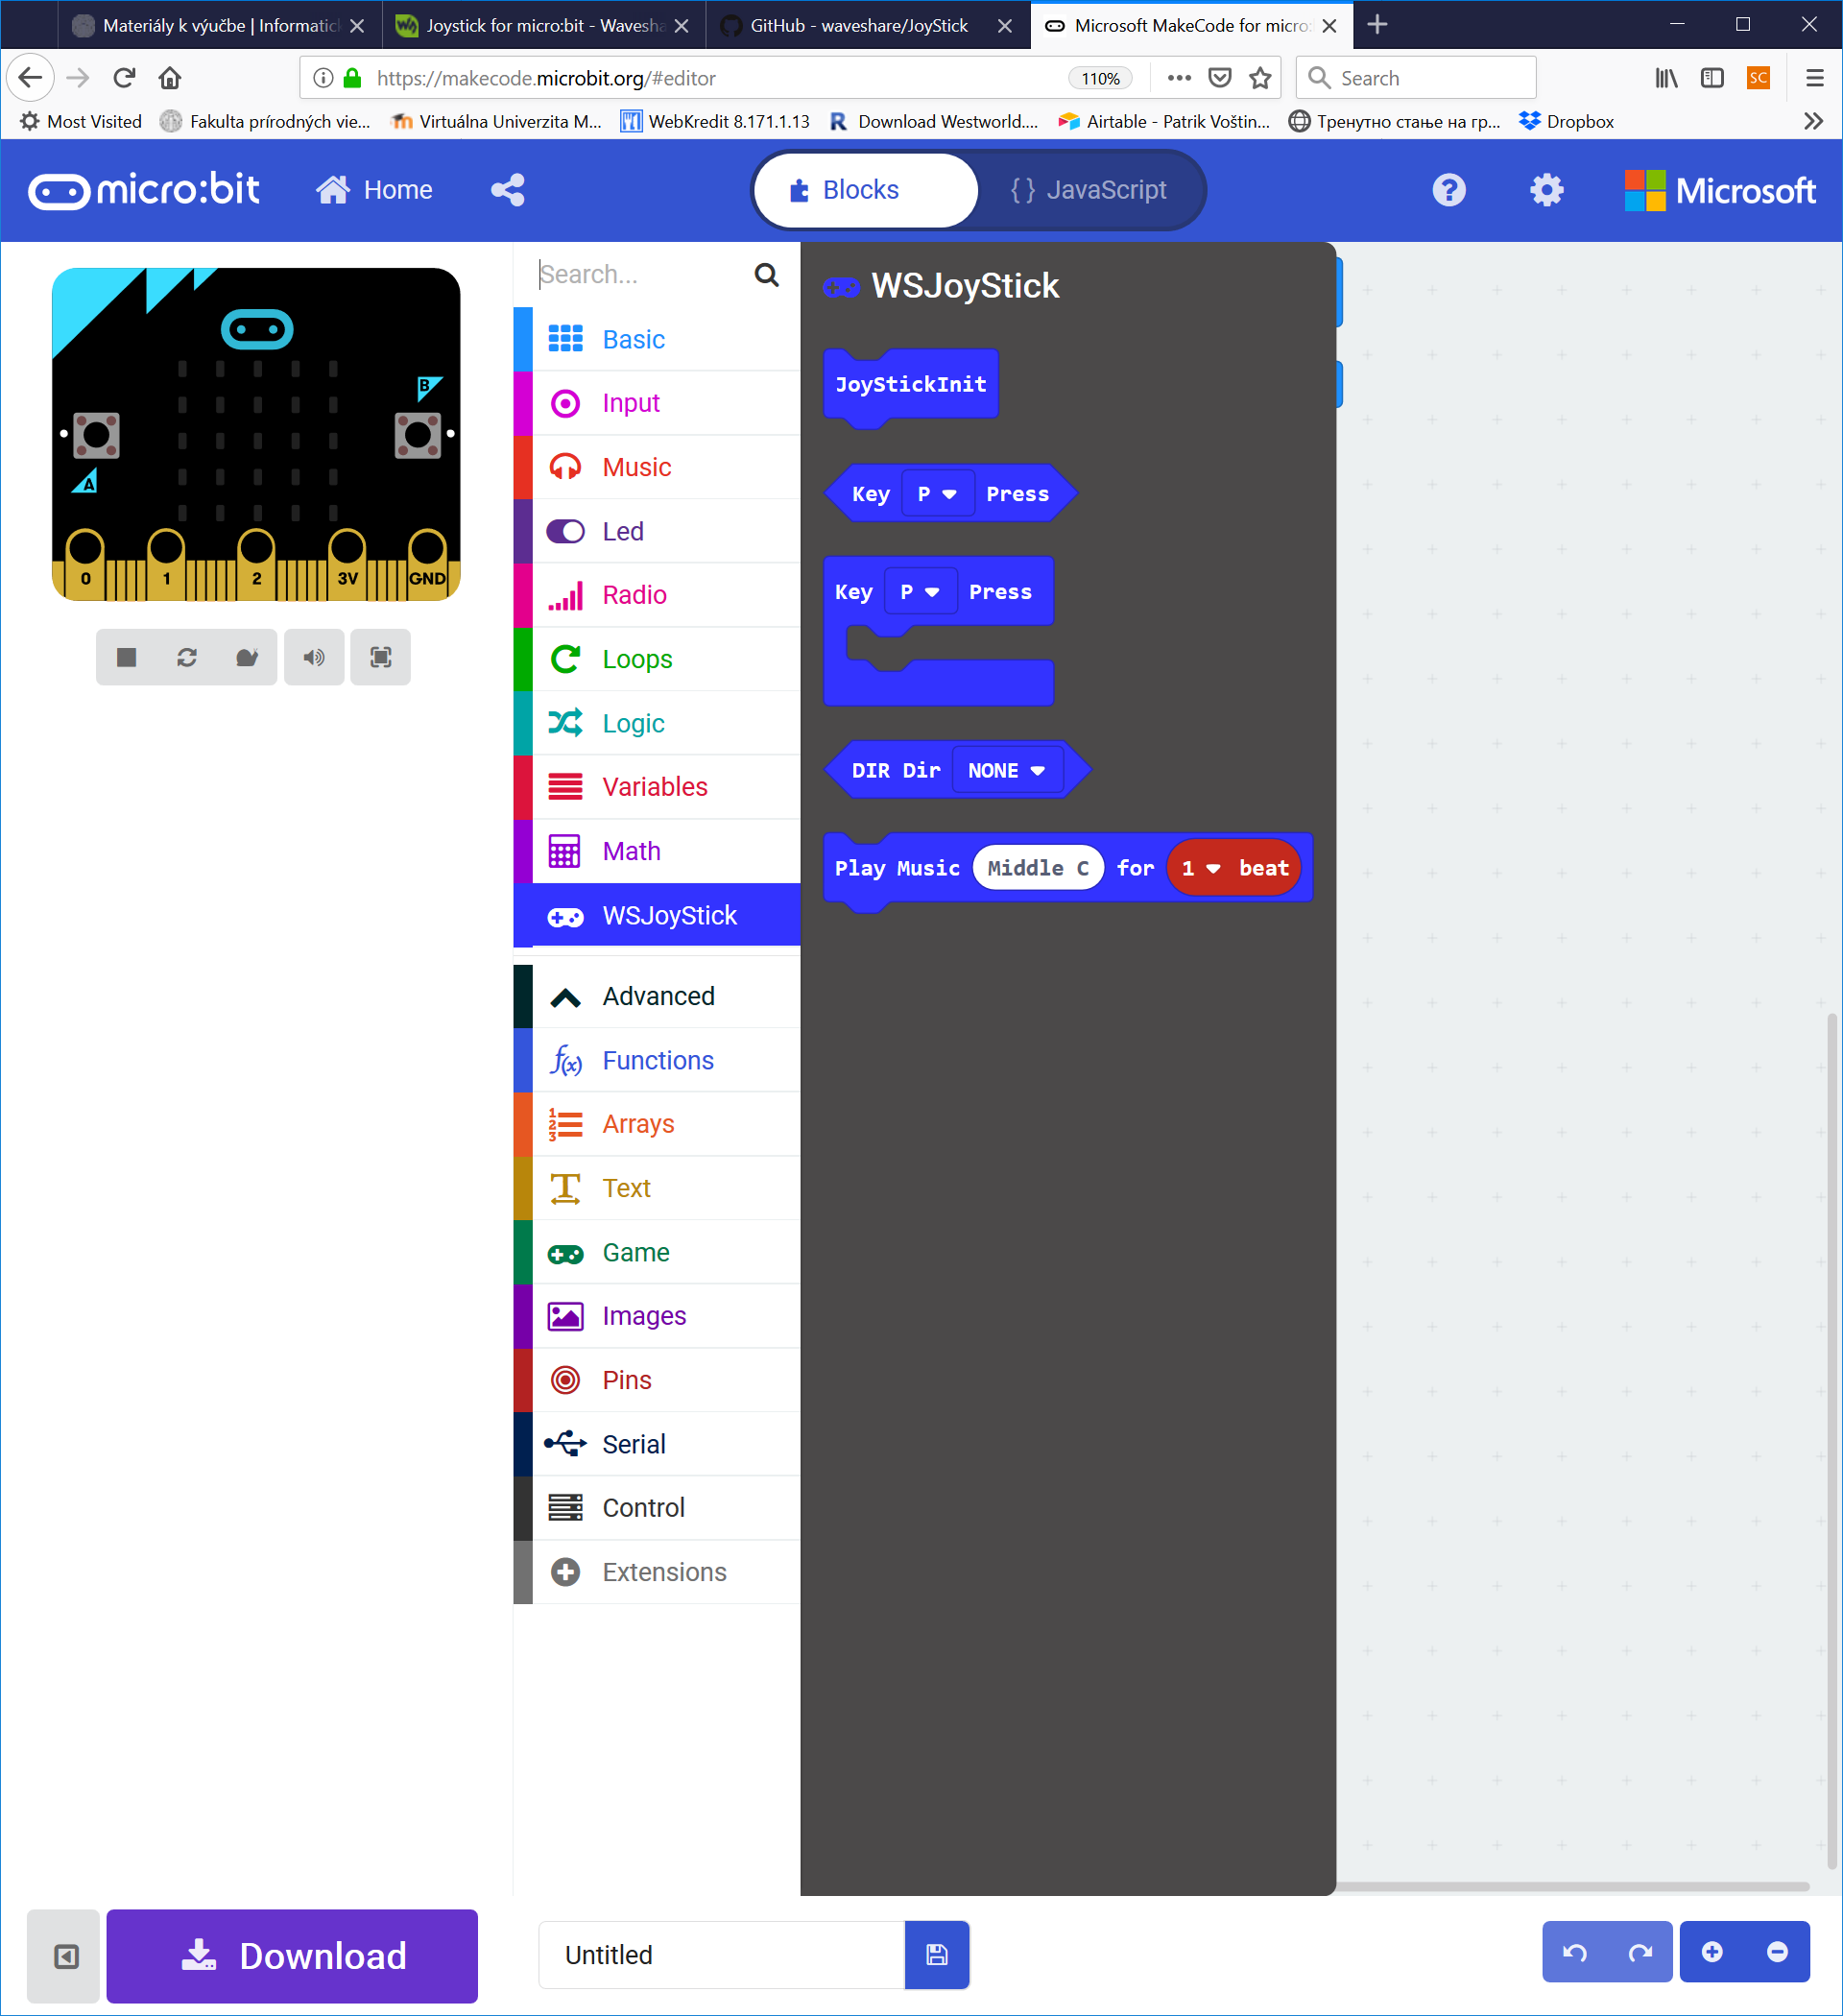 Materiály k výučbe | Informatick
Joystick for micro:bit - Wavesha
GitHub - waveshare/JoyStick
Microsoft MakeCode for micro:
https://makecode.microbit.org/#editor
110%
Search
SC
Most Visited
Fakulta prírodných vie...
Virtuálna Univerzita M...
WebKredit 8.171.1.13
R Download Westworld....
Airtable - Patrik Voštin...
Тренутно стање на гр...
Dropbox
micro:bit
Home
Blocks
{ } JavaScript
Microsoft
B
A
0 1 2 3V GND
Search...
Basic
Input
Music
Led
Radio
Loops
Logic
Variables
Math
WSJoyStick
Advanced
f(x) Functions
Arrays
Text
Game
Images
Pins
Serial
Control
Extensions
WSJoyStick
JoyStickInit
Key P Press
Key P Press
DIR Dir NONE
Play Music Middle C for 1 beat
Download
Untitled